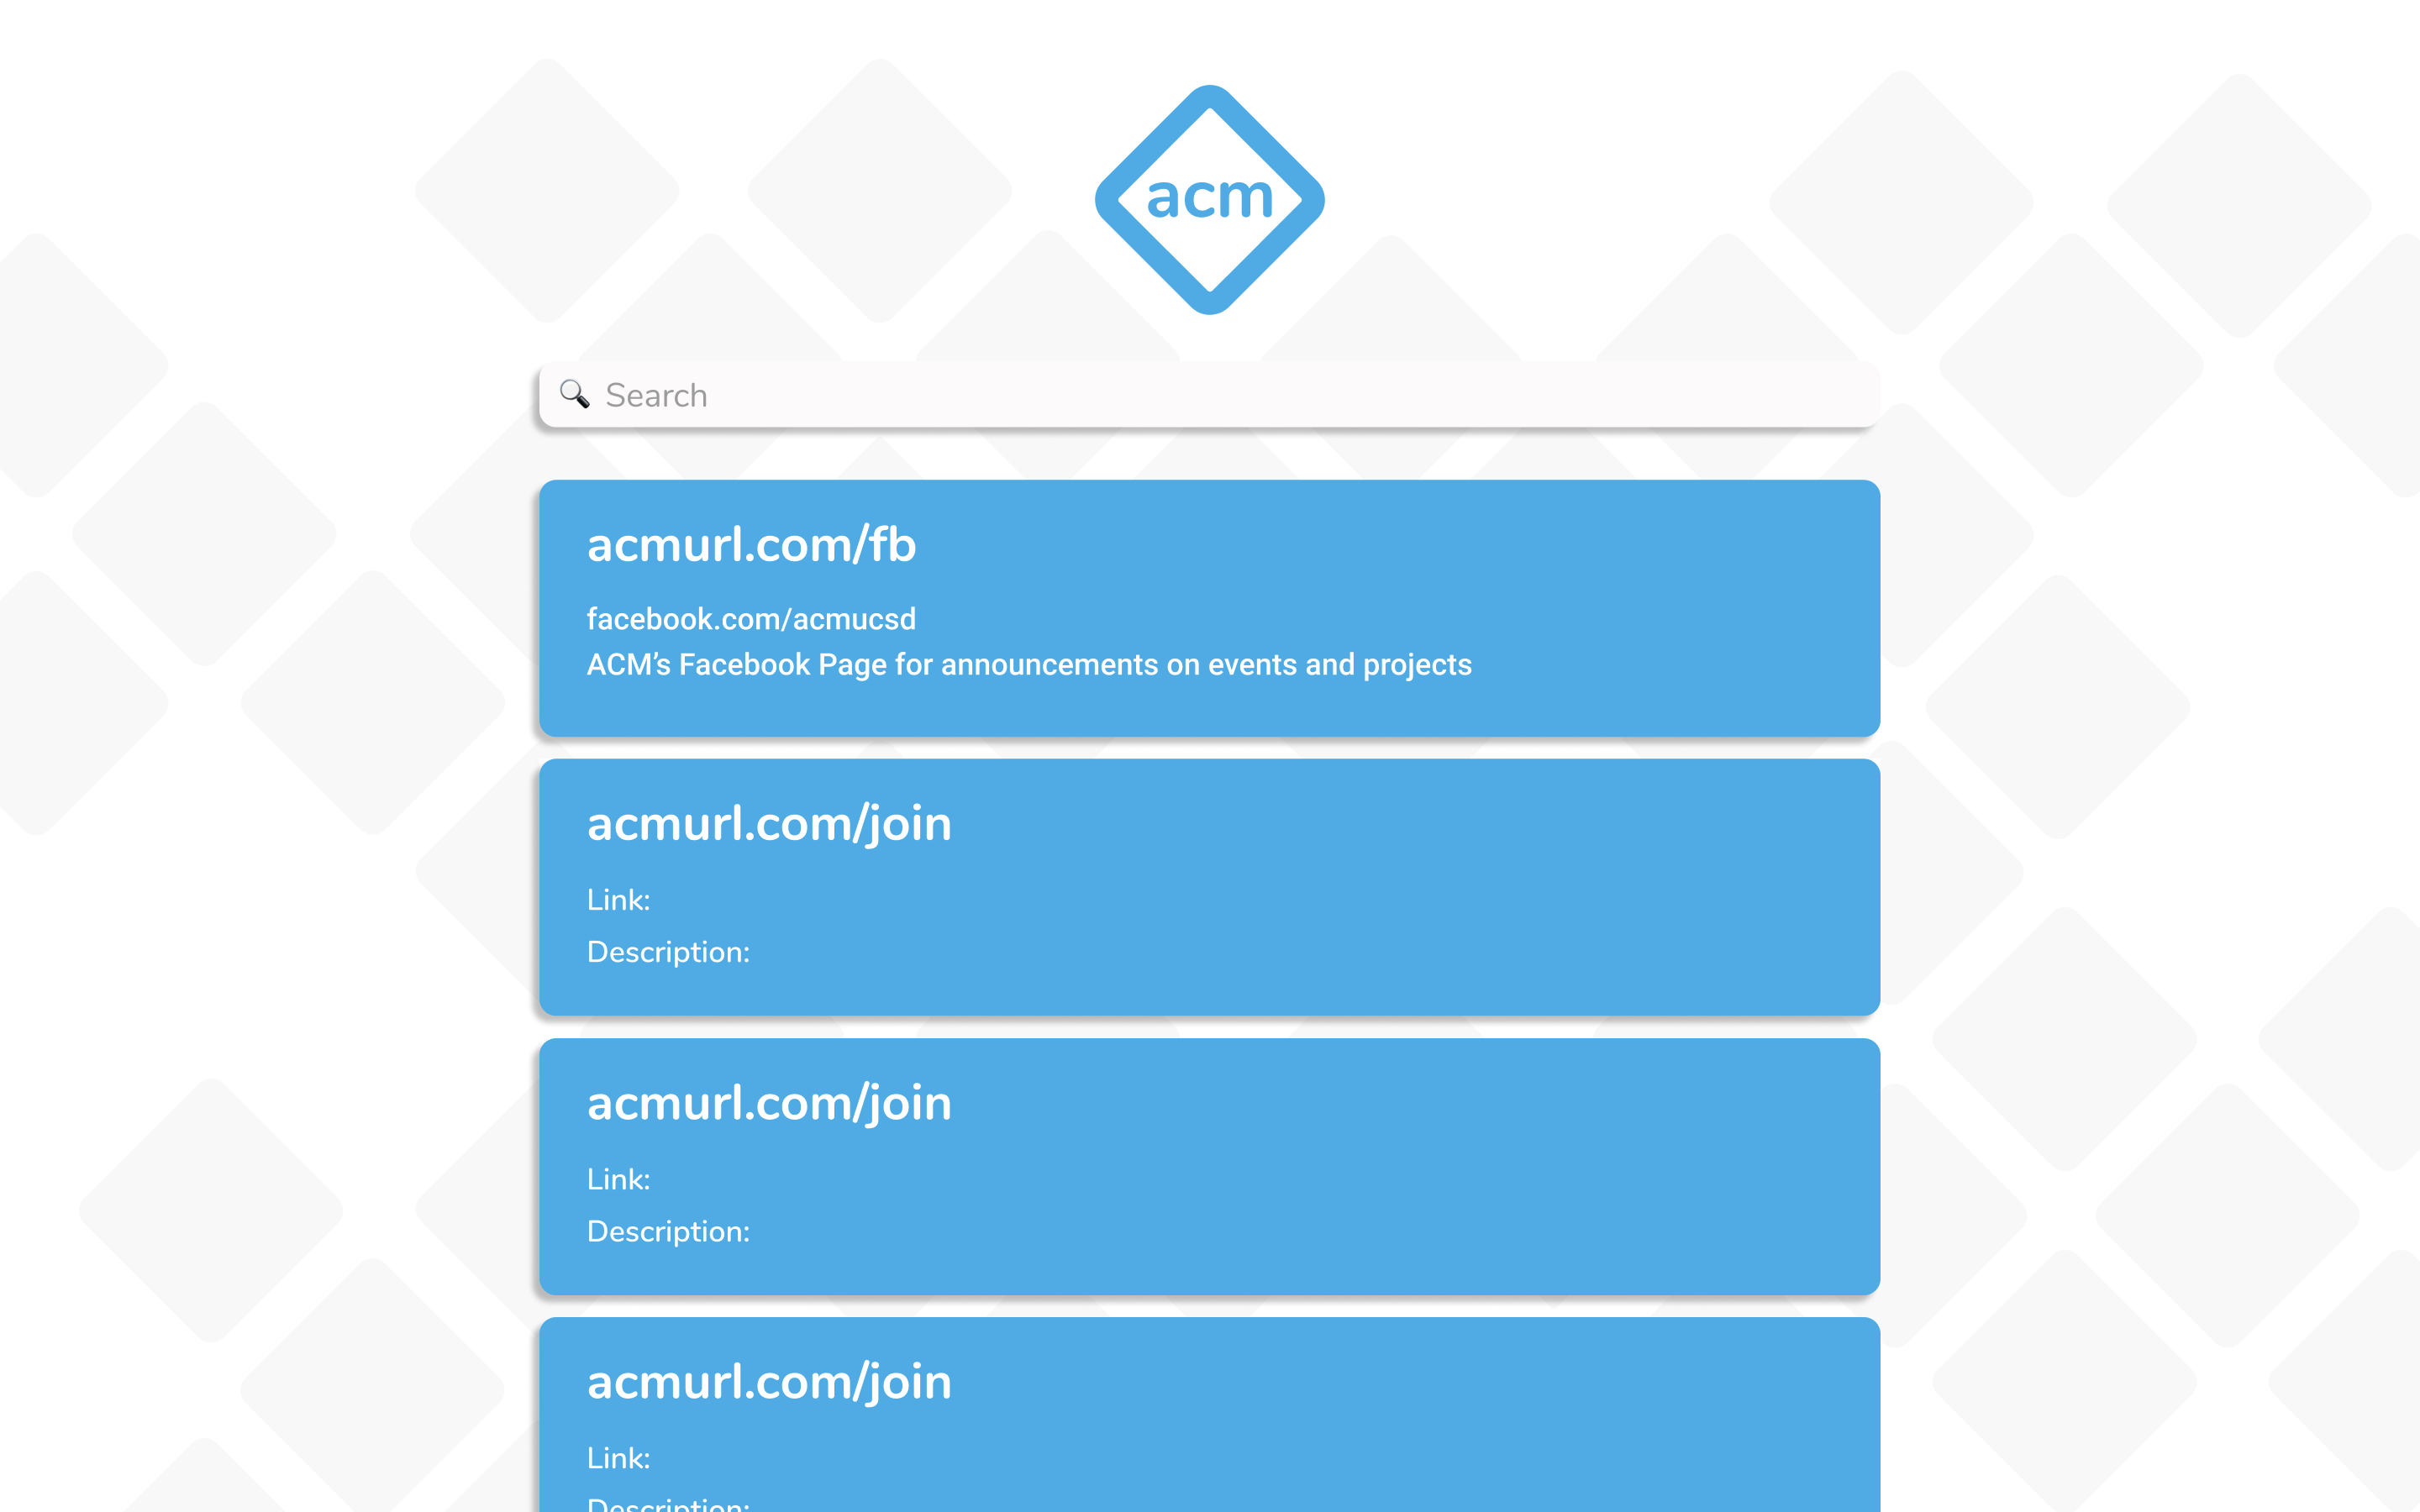 acm
Search
acmurl.com/fb
facebook.com/acmucsd
ACM’s Facebook Page for announcements on events and projects
acmurl.com/join
Link:
Description:
acmurl.com/join
Link:
Description:
acmurl.com/join
Link:
Description: